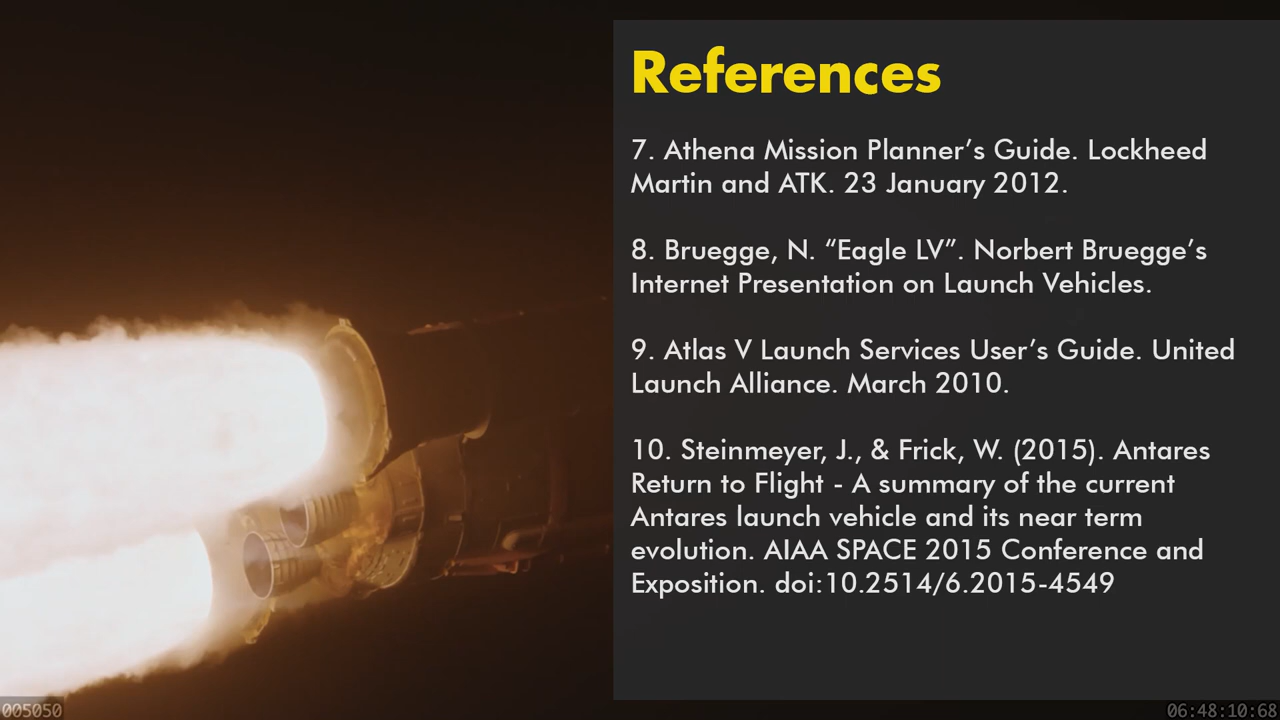 References
7. Athena Mission Planner’s Guide. Lockheed
Martin and ATK. 23 January 2012.
8. Bruegge, N. “Eagle LV”. Norbert Bruegge’s
Internet Presentation on Launch Vehicles.
9. Atlas V Launch Services User’s Guide. United
Launch Alliance. March 2010.
10. Steinmeyer, J., & Frick, W. (2015). Antares
Return to Flight - A summary of the current
Antares launch vehicle and its near term
evolution. AIAA SPACE 2015 Conference and
Exposition. doi:10.2514/6.2015-4549
005050
06:48:10:68